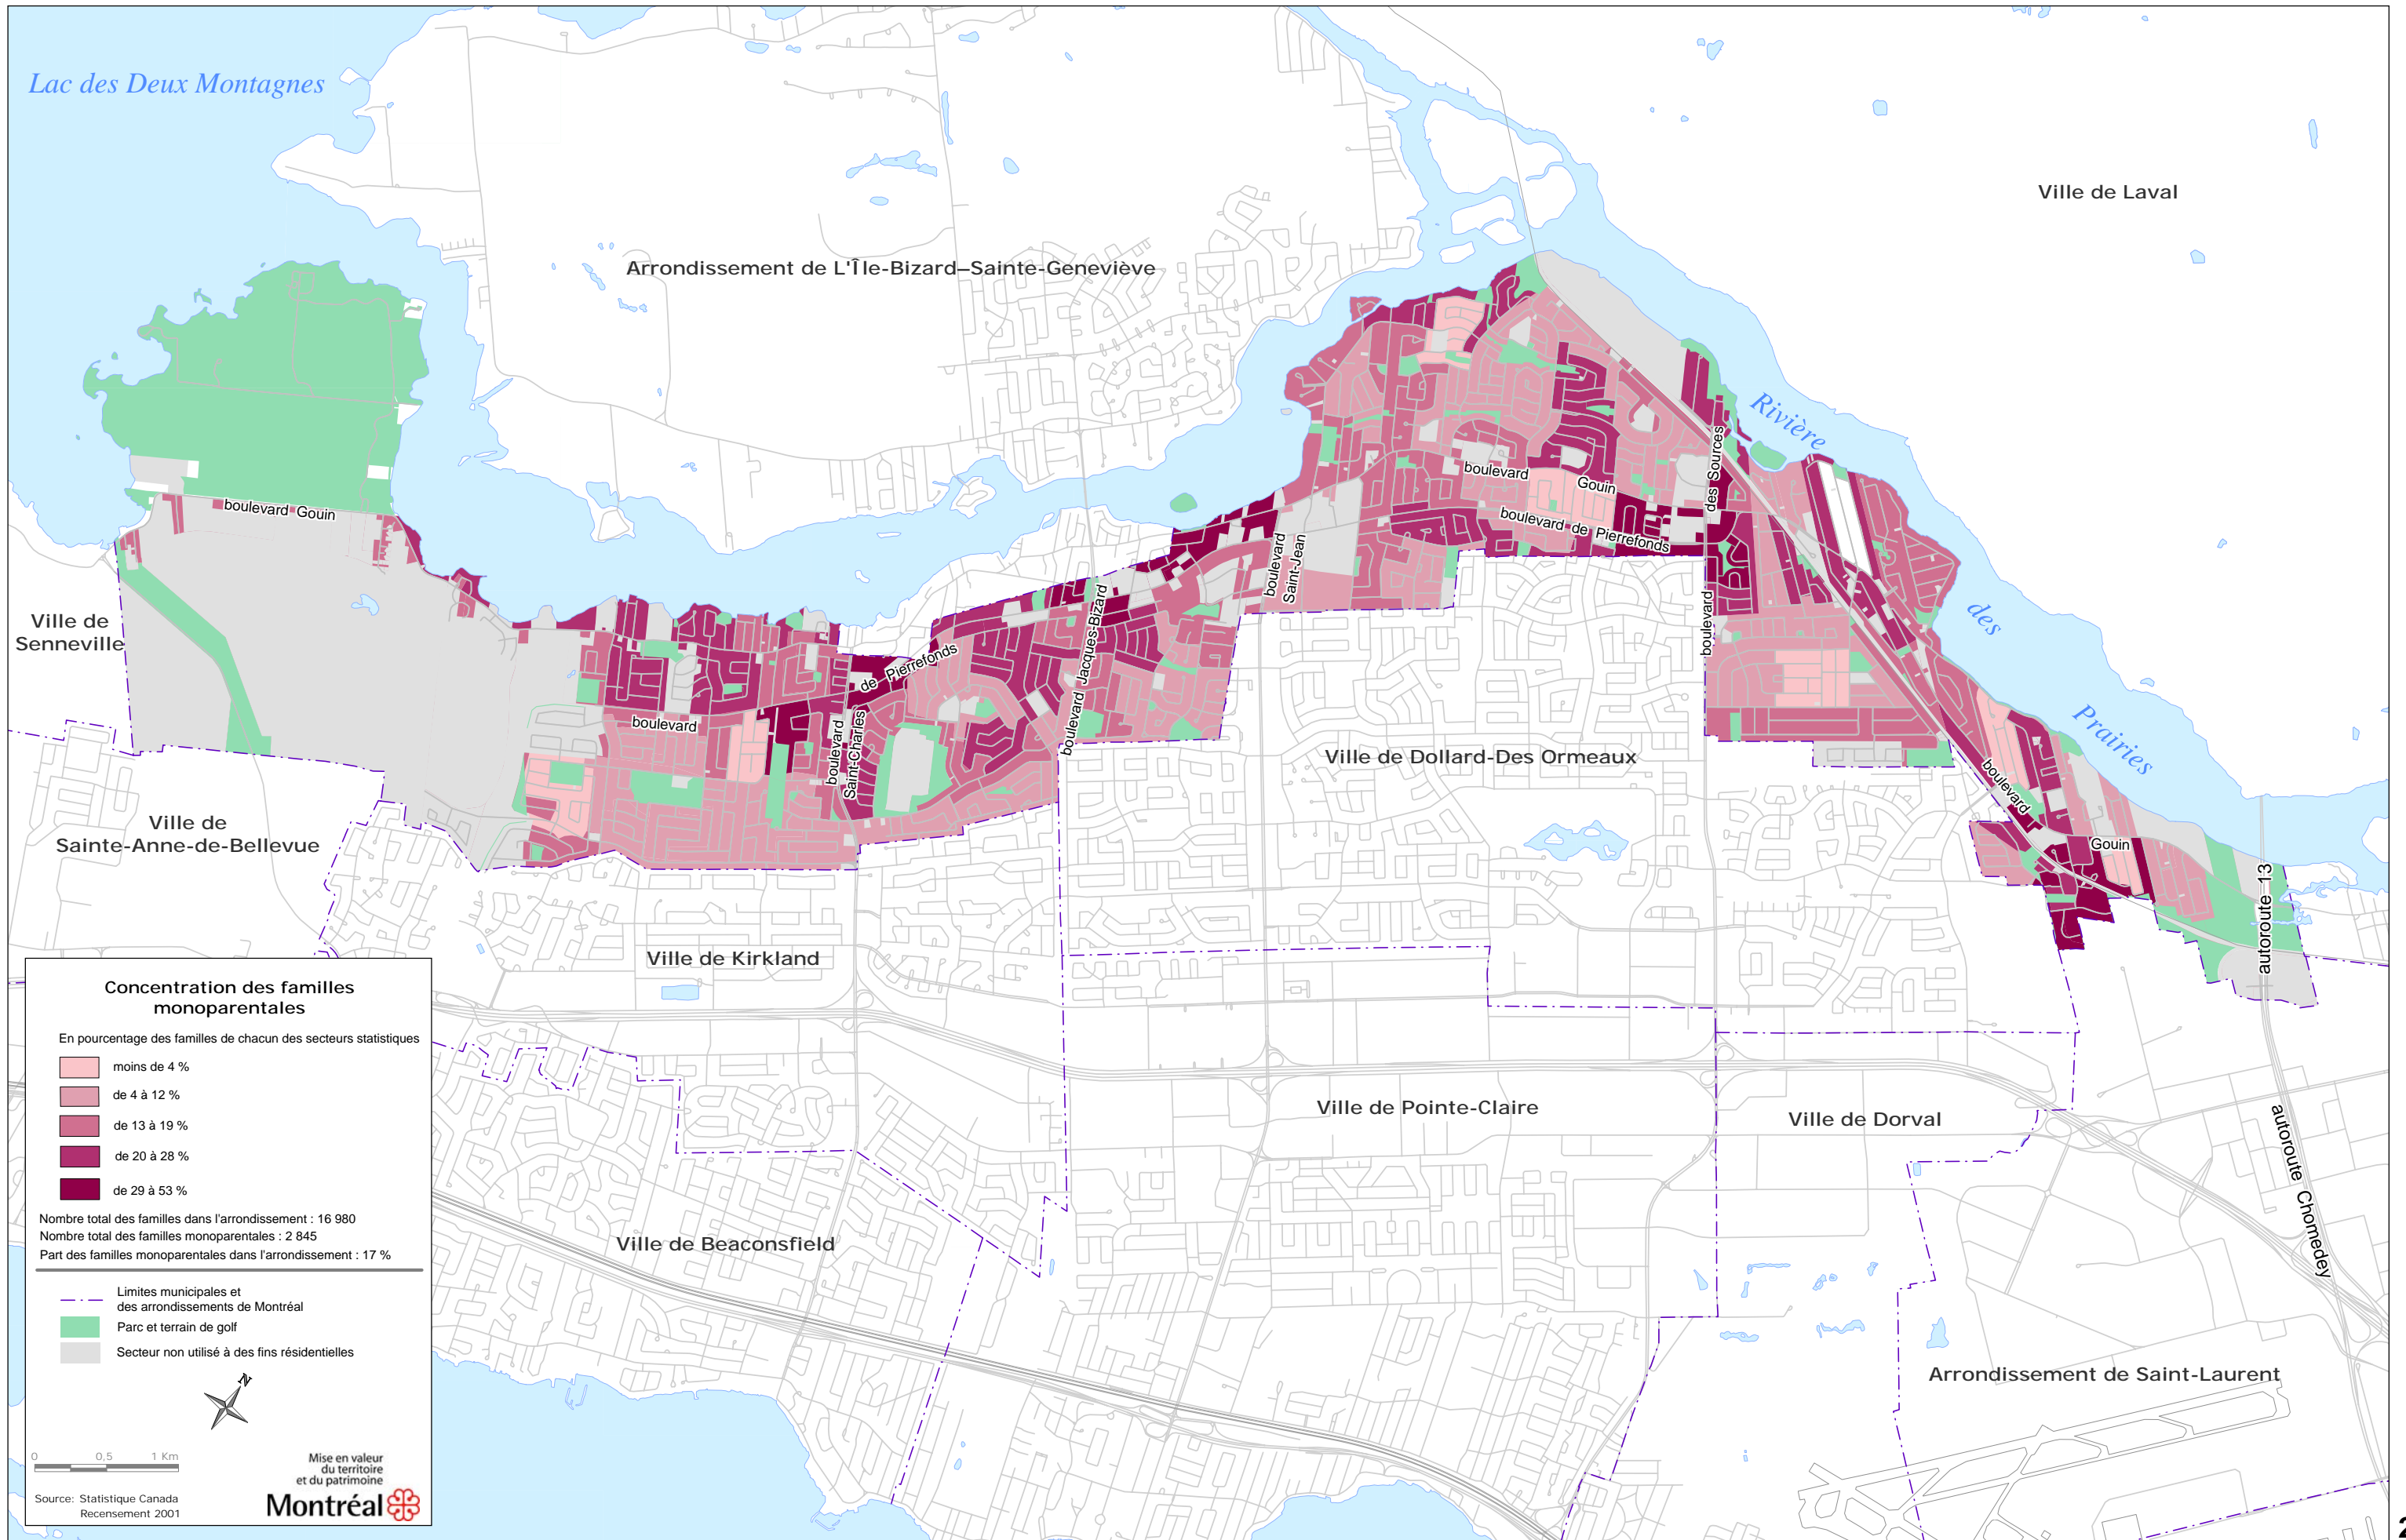 Lac des Deux Montagnes
Ville de Laval
Arrondissement de L'Île-Bizard–Sainte-Geneviève
Rivière
des
Prairies
boulevard Gouin
boulevard
Gouin
des Sources
boulevard
boulevard de Pierrefonds
boulevard
Saint-Jean
boulevard Jacques-Bizard
de Pierrefonds
boulevard
boulevard
Saint-Charles
boulevard
Gouin
autoroute 13
autoroute Chomedey
Ville de
Senneville
Ville de
Sainte-Anne-de-Bellevue
Ville de Dollard-Des Ormeaux
Ville de Kirkland
Ville de Pointe-Claire
Ville de Dorval
Ville de Beaconsfield
Arrondissement de Saint-Laurent
Concentration des familles
monoparentales
En pourcentage des familles de chacun des secteurs statistiques
moins de 4 %
de 4 à 12 %
de 13 à 19 %
de 20 à 28 %
de 29 à 53 %
Nombre total des familles dans l'arrondissement : 16 980
Nombre total des familles monoparentales : 2 845
Part des familles monoparentales dans l'arrondissement : 17 %
Limites municipales et
des arrondissements de Montréal
Parc et terrain de golf
Secteur non utilisé à des fins résidentielles
N
0 0,5 1 Km
Mise en valeur
du territoire
et du patrimoine
Montréal
Source: Statistique Canada
Recensement 2001